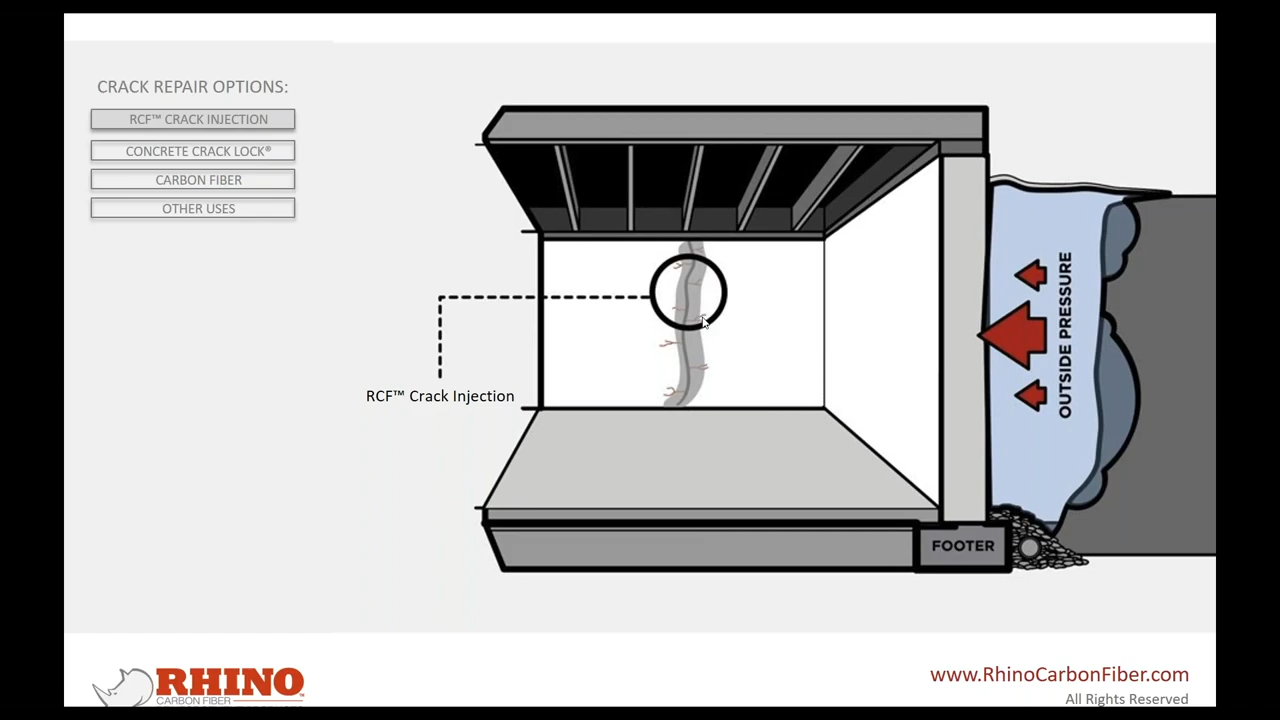 CRACK REPAIR OPTIONS:
RCF™ CRACK INJECTION
CONCRETE CRACK LOCK®
CARBON FIBER
OTHER USES
RCF™ Crack Injection
OUTSIDE PRESSURE
FOOTER
RHINO™
CARBON FIBER
www.RhinoCarbonFiber.com
All Rights Reserved